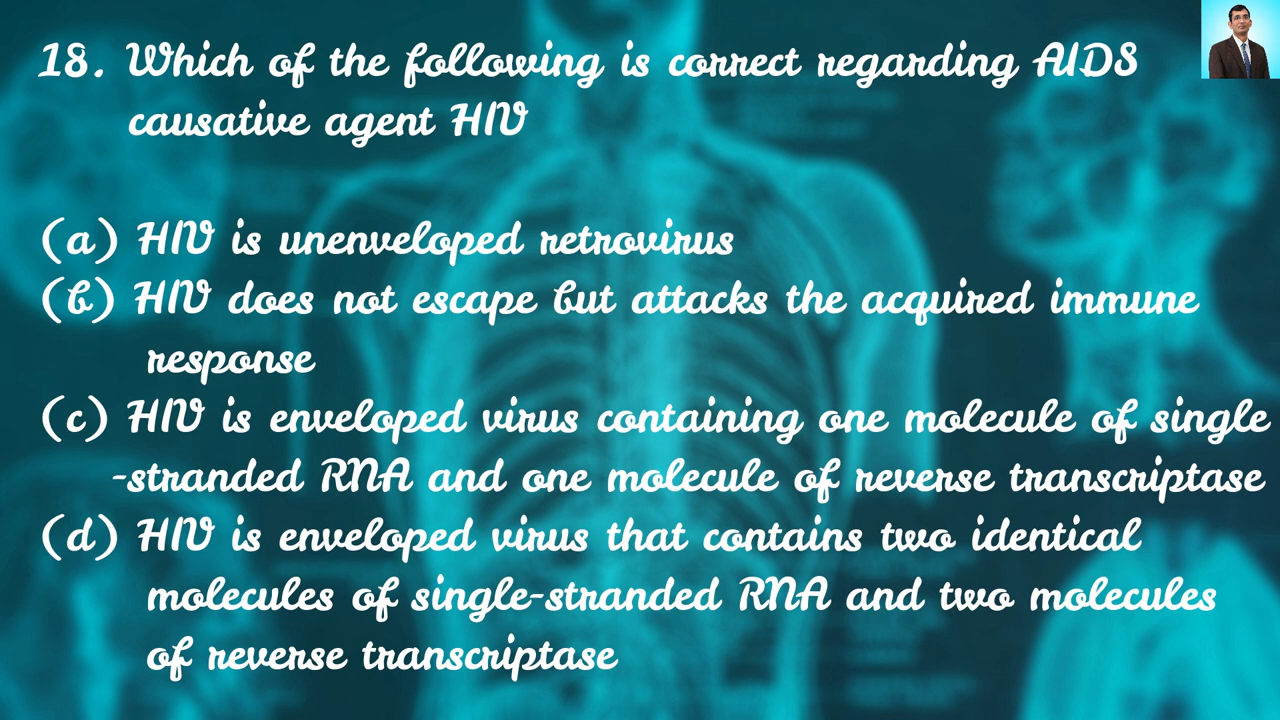 18. Which of the following is correct regarding AIDS
causative agent HIV
(a) HIV is unenveloped retrovirus
(b) HIV does not escape but attacks the acquired immune
response
(c) HIV is enveloped virus containing one molecule of single
-stranded RNA and one molecule of reverse transcriptase
(d) HIV is enveloped virus that contains two identical
molecules of single-stranded RNA and two molecules
of reverse transcriptase